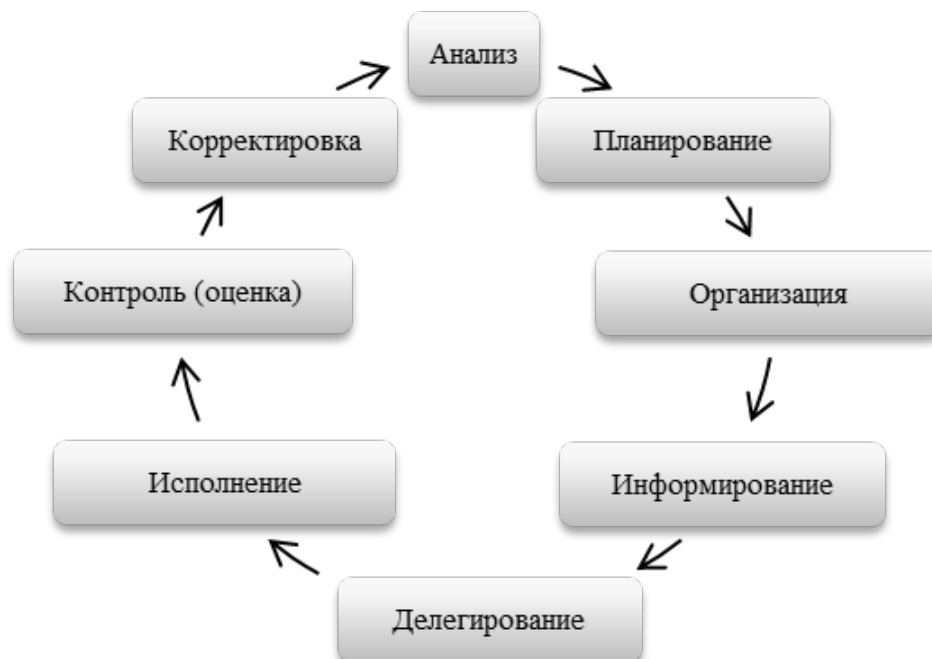 Анализ
Планирование
Организация
Информирование
Делегирование
Исполнение
Контроль (оценка)
Корректировка